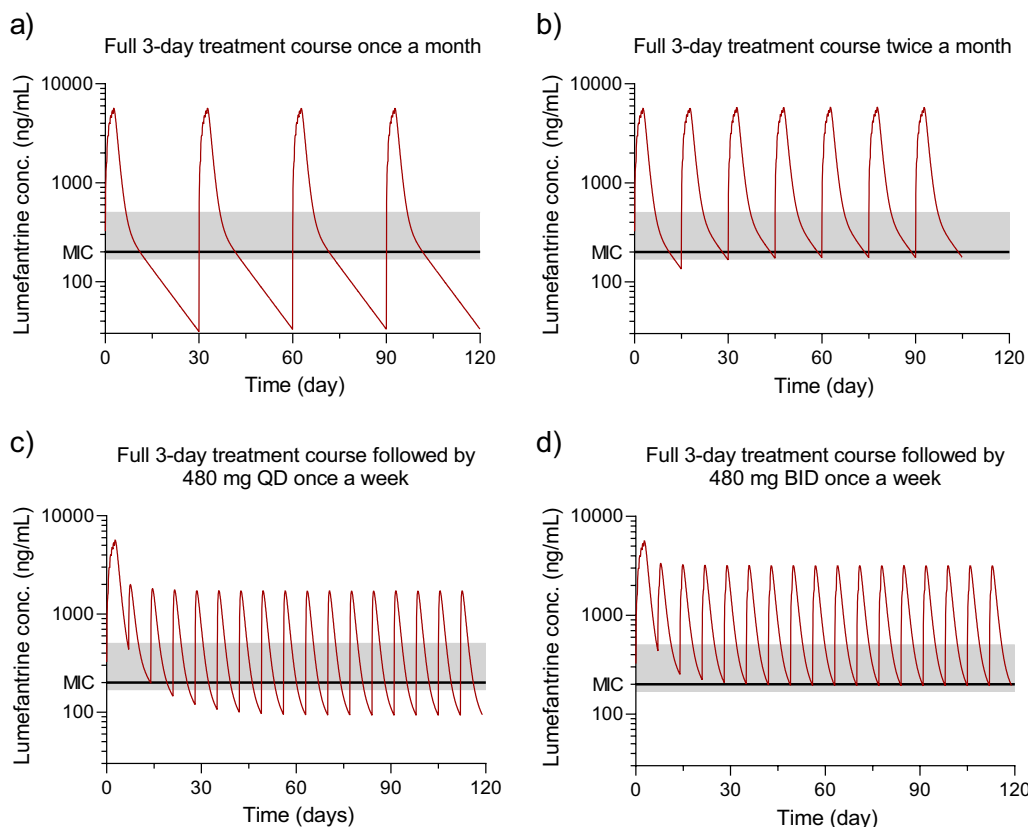 a)
Full 3-day treatment course once a month
Lumefantrine conc. (ng/mL)
10000
1000
MIC
100
0
30
60
90
120
Time (day)
b)
Full 3-day treatment course twice a month
Lumefantrine conc. (ng/mL)
10000
1000
MIC
100
0
30
60
90
120
Time (day)
c)
Full 3-day treatment course followed by
480 mg QD once a week
Lumefantrine conc. (ng/mL)
10000
1000
MIC
100
0
30
60
90
120
Time (days)
d)
Full 3-day treatment course followed by
480 mg BID once a week
Lumefantrine conc. (ng/mL)
10000
1000
MIC
100
0
30
60
90
120
Time (day)